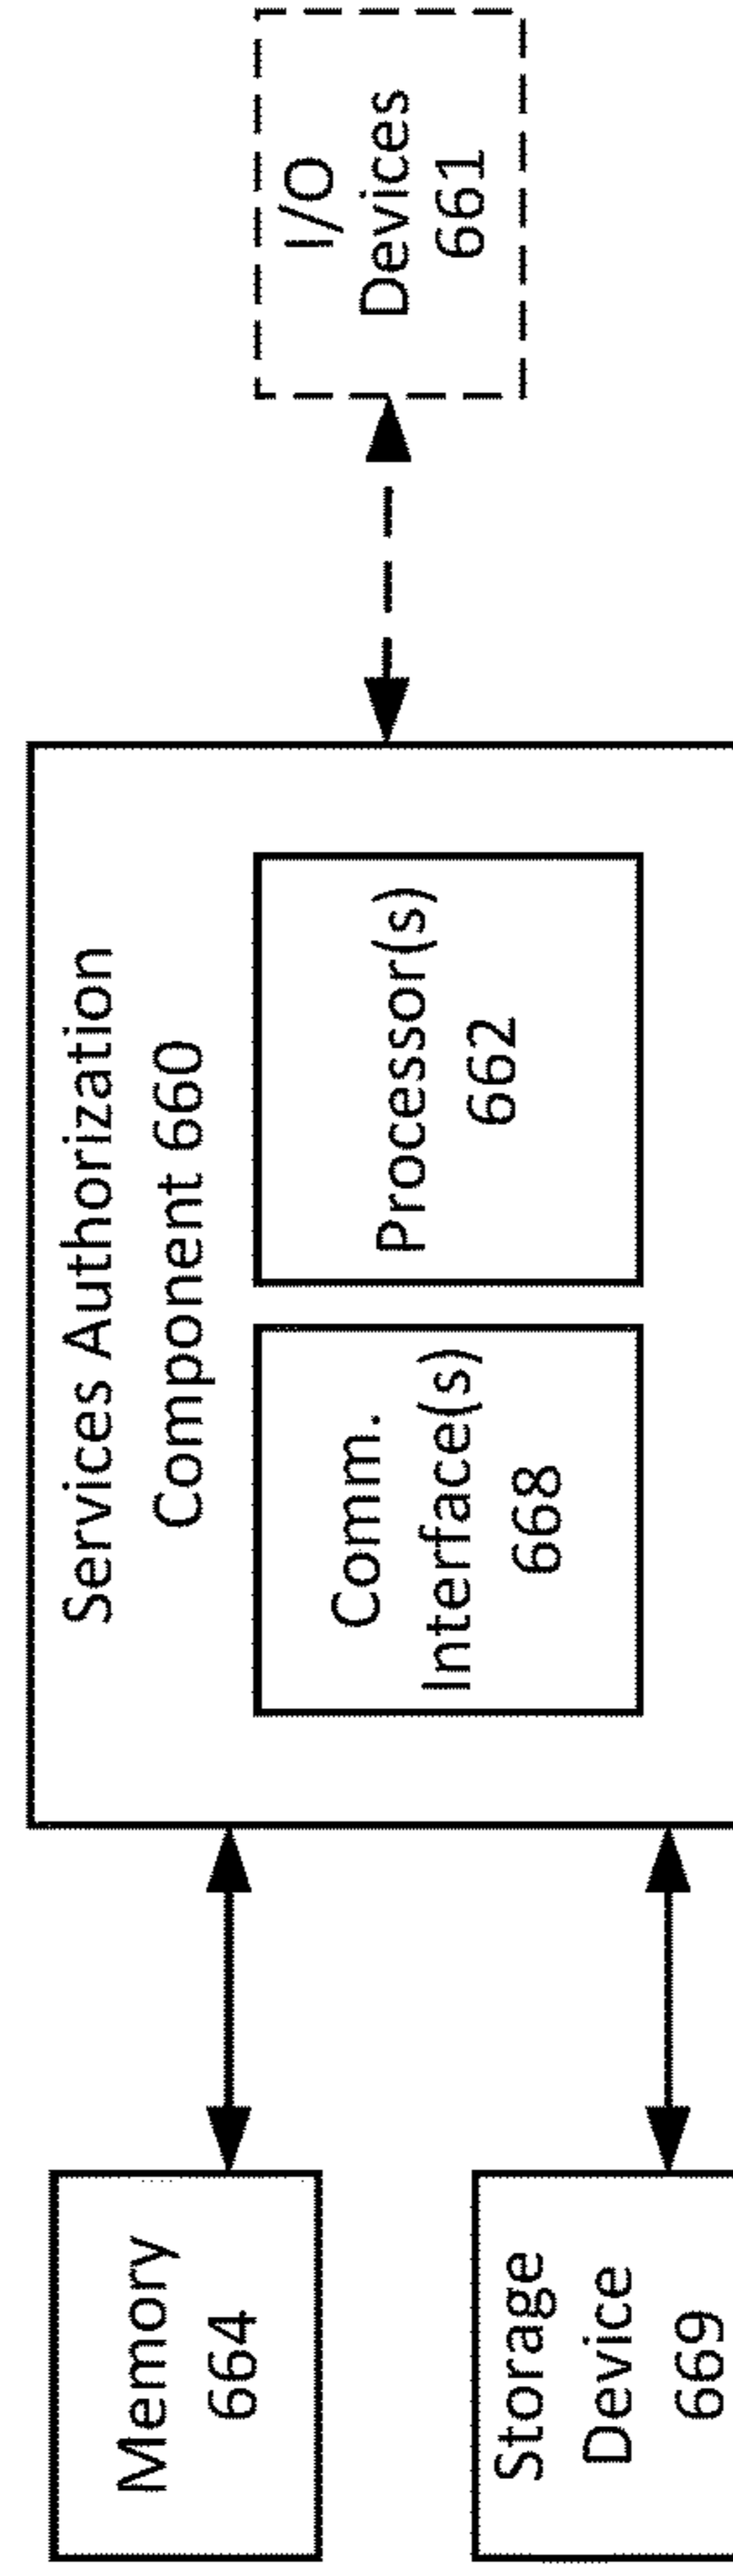 Services Authorization
Component 660
Memory
664
Storage
Device
669
Comm.
Interface(s)
668
Processor(s)
662
I/O
Devices
661